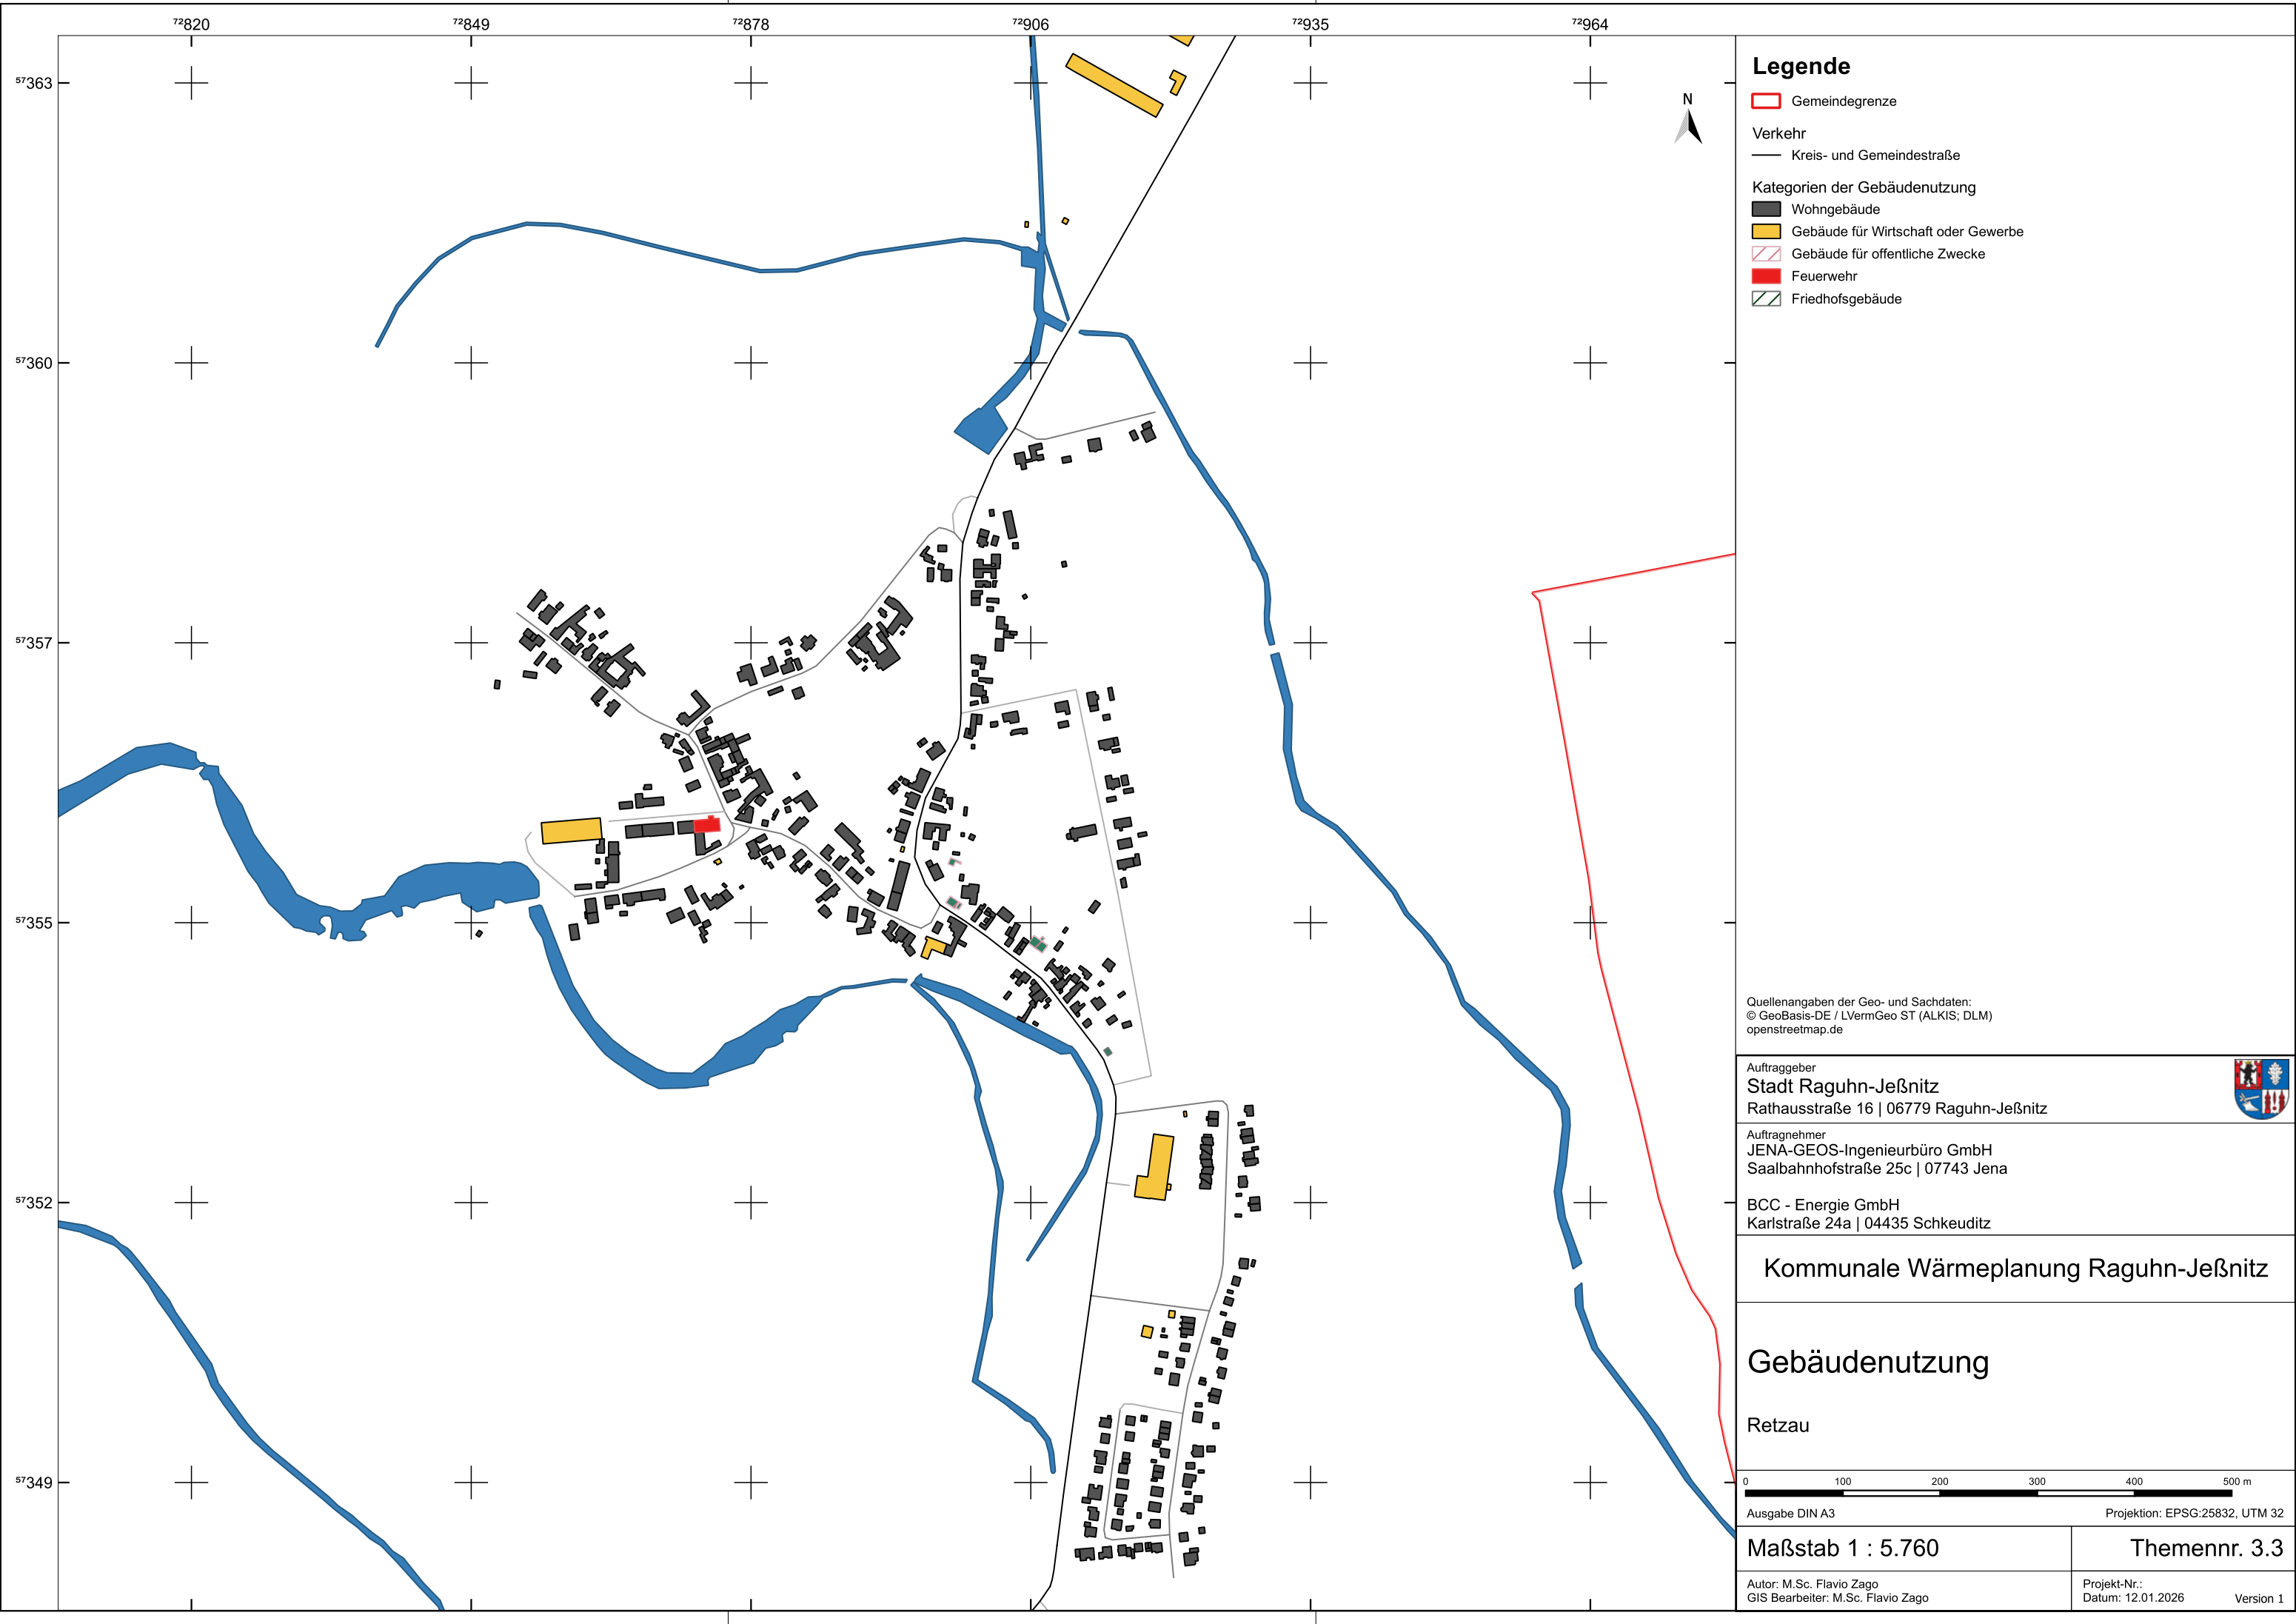 72820 72849 72878 72906 72935 72964
57363
57360
57357
57355
57352
57349
N
Legende
Gemeindegrenze
Verkehr
Kreis- und Gemeindestraße
Kategorien der Gebäudenutzung
Wohngebäude
Gebäude für Wirtschaft oder Gewerbe
Gebäude für offentliche Zwecke
Feuerwehr
Friedhofsgebäude
Quellenangaben der Geo- und Sachdaten:
© GeoBasis-DE / LVermGeo ST (ALKIS; DLM)
openstreetmap.de
Auftraggeber
Stadt Raguhn-Jeßnitz
Rathausstraße 16 | 06779 Raguhn-Jeßnitz
Auftragnehmer
JENA-GEOS-Ingenieurbüro GmbH
Saalbahnhofstraße 25c | 07743 Jena
BCC - Energie GmbH
Karlstraße 24a | 04435 Schkeuditz
Kommunale Wärmeplanung Raguhn-Jeßnitz
Gebäudenutzung
Retzau
0 100 200 300 400 500 m
Ausgabe DIN A3 Projektion: EPSG:25832, UTM 32
Maßstab 1 : 5.760 Themennr. 3.3
Autor: M.Sc. Flavio Zago Projekt-Nr.:
GIS Bearbeiter: M.Sc. Flavio Zago Datum: 12.01.2026 Version 1